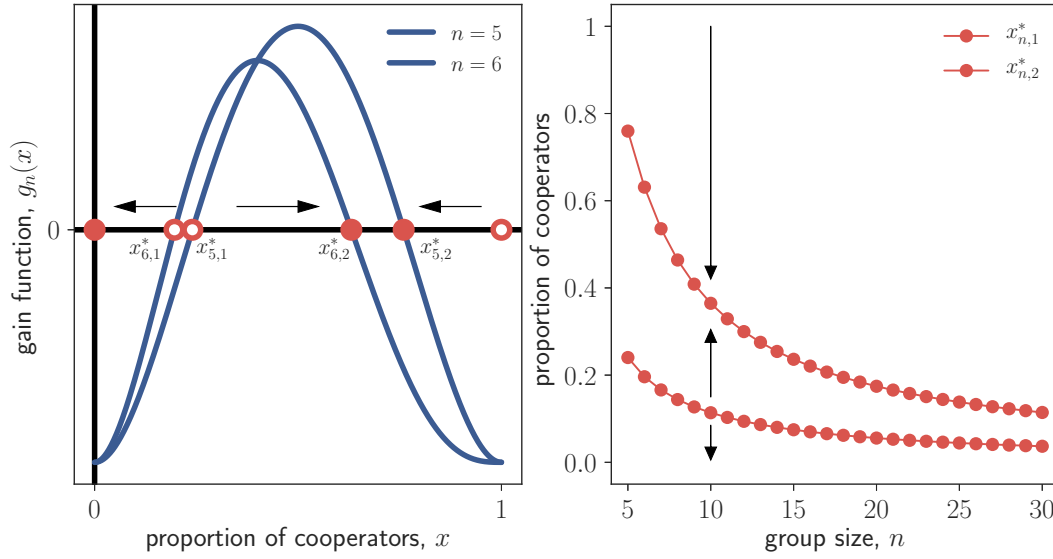 gain function, $g_n(x)$
0
$n = 5$
$n = 6$
$x^*_{6,1}$ $x^*_{5,1}$ $x^*_{6,2}$ $x^*_{5,2}$
0 1
proportion of cooperators, $x$
proportion of cooperators
1.0
0.8
0.6
0.4
0.2
0.0
$x^*_{n,1}$
$x^*_{n,2}$
5 10 15 20 25 30
group size, $n$